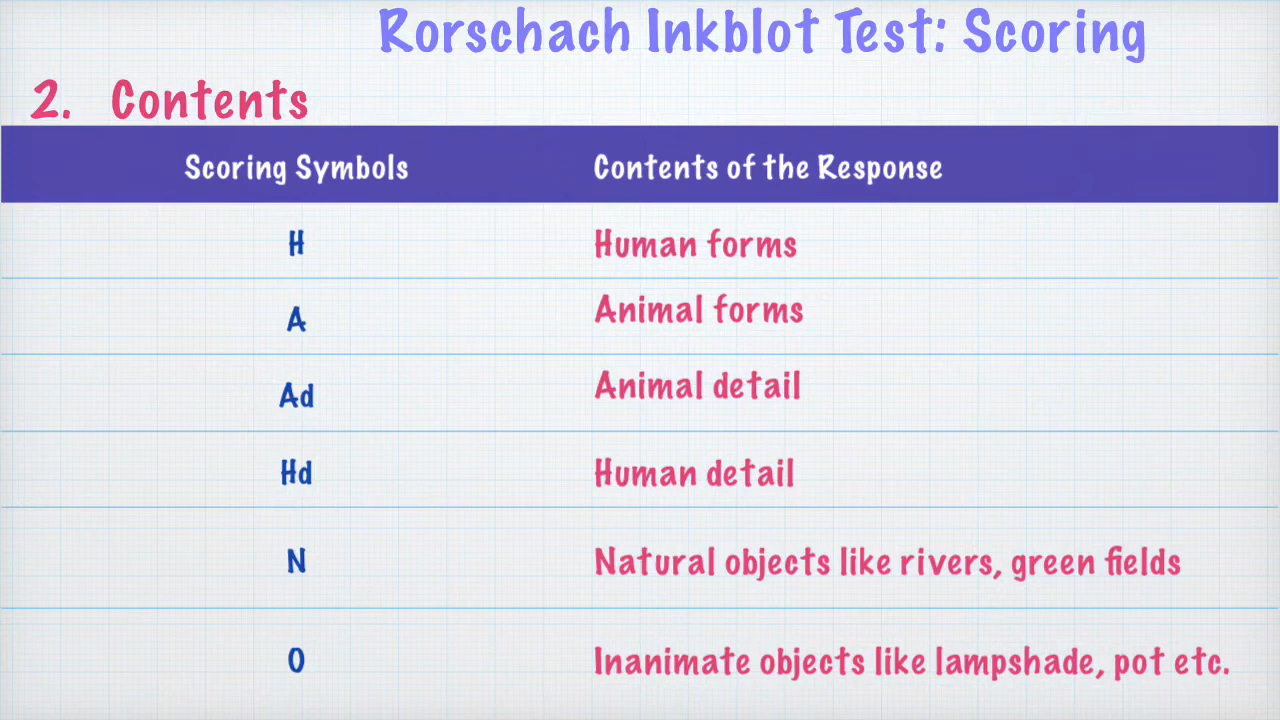 Rorschach Inkblot Test: Scoring
2. Contents
Scoring Symbols Contents of the Response
H Human forms
A Animal forms
Ad Animal detail
Hd Human detail
N Natural objects like rivers, green fields
O Inanimate objects like lampshade, pot etc.